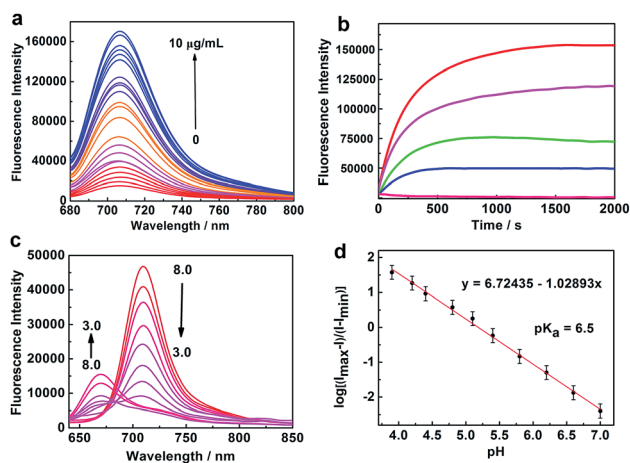 a
Fluorescence Intensity
160000
120000
80000
40000
0
10 μg/mL
0
680 700 720 740 760 780 800
Wavelength / nm
b
Fluorescence Intensity
150000
125000
100000
75000
50000
0 500 1000 1500 2000
Time / s
c
Fluorescence Intensity
50000
40000
30000
20000
10000
0
3.0
8.0
8.0
3.0
650 700 750 800 850
Wavelength / nm
d
log[(Imax-I)/(I-Imin)]
2
1
0
-1
-2
y = 6.72435 - 1.02893x
pKa = 6.5
4.0 4.5 5.0 5.5 6.0 6.5 7.0
pH